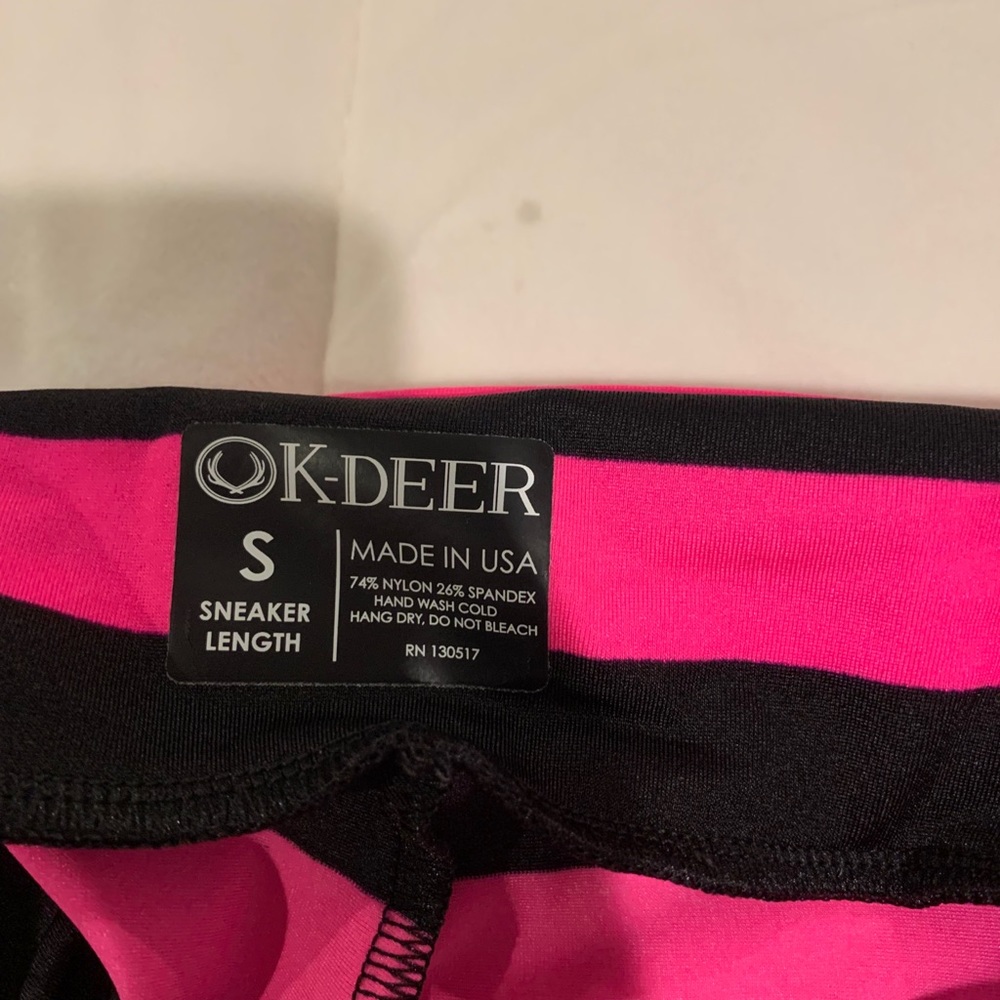 K-DEER
S
SNEAKER
LENGTH
MADE IN USA
74% NYLON 26% SPANDEX
HAND WASH COLD
HANG DRY, DO NOT BLEACH
RN 130517